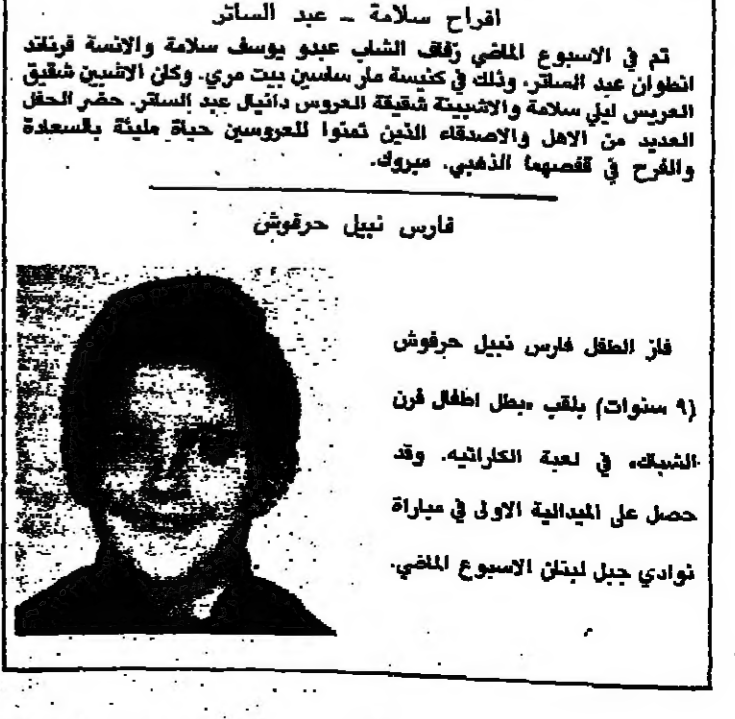 افراح سلامة - عبد الساتر
تم في الاسبوع الماضي زفاف الشاب عبدو يوسف سلامة والانسة فرناند
انطوان عبد الساتر. وذلك في كنيسة مار ساسين بيت مري. وكان الاشبين شقيق
العريس ايلي سلامة والاشبينة شقيقة العروس دانيال عبد الساتر. حضر الحفل
العديد من الاهل والاصدقاء الذين تمنوا للعروسين حياة مليئة بالسعادة
والفرح في قفصهما الذهبي. مبروك.
فارس نبيل حرفوش
فاز الطفل فارس نبيل حرفوش
(٩ سنوات) بلقب «بطل اطفال فرن
الشباك» في لعبة الكاراتيه. وقد
حصل على الميدالية الاولى في مباراة
نوادي جبل لبنان الاسبوع الماضي.